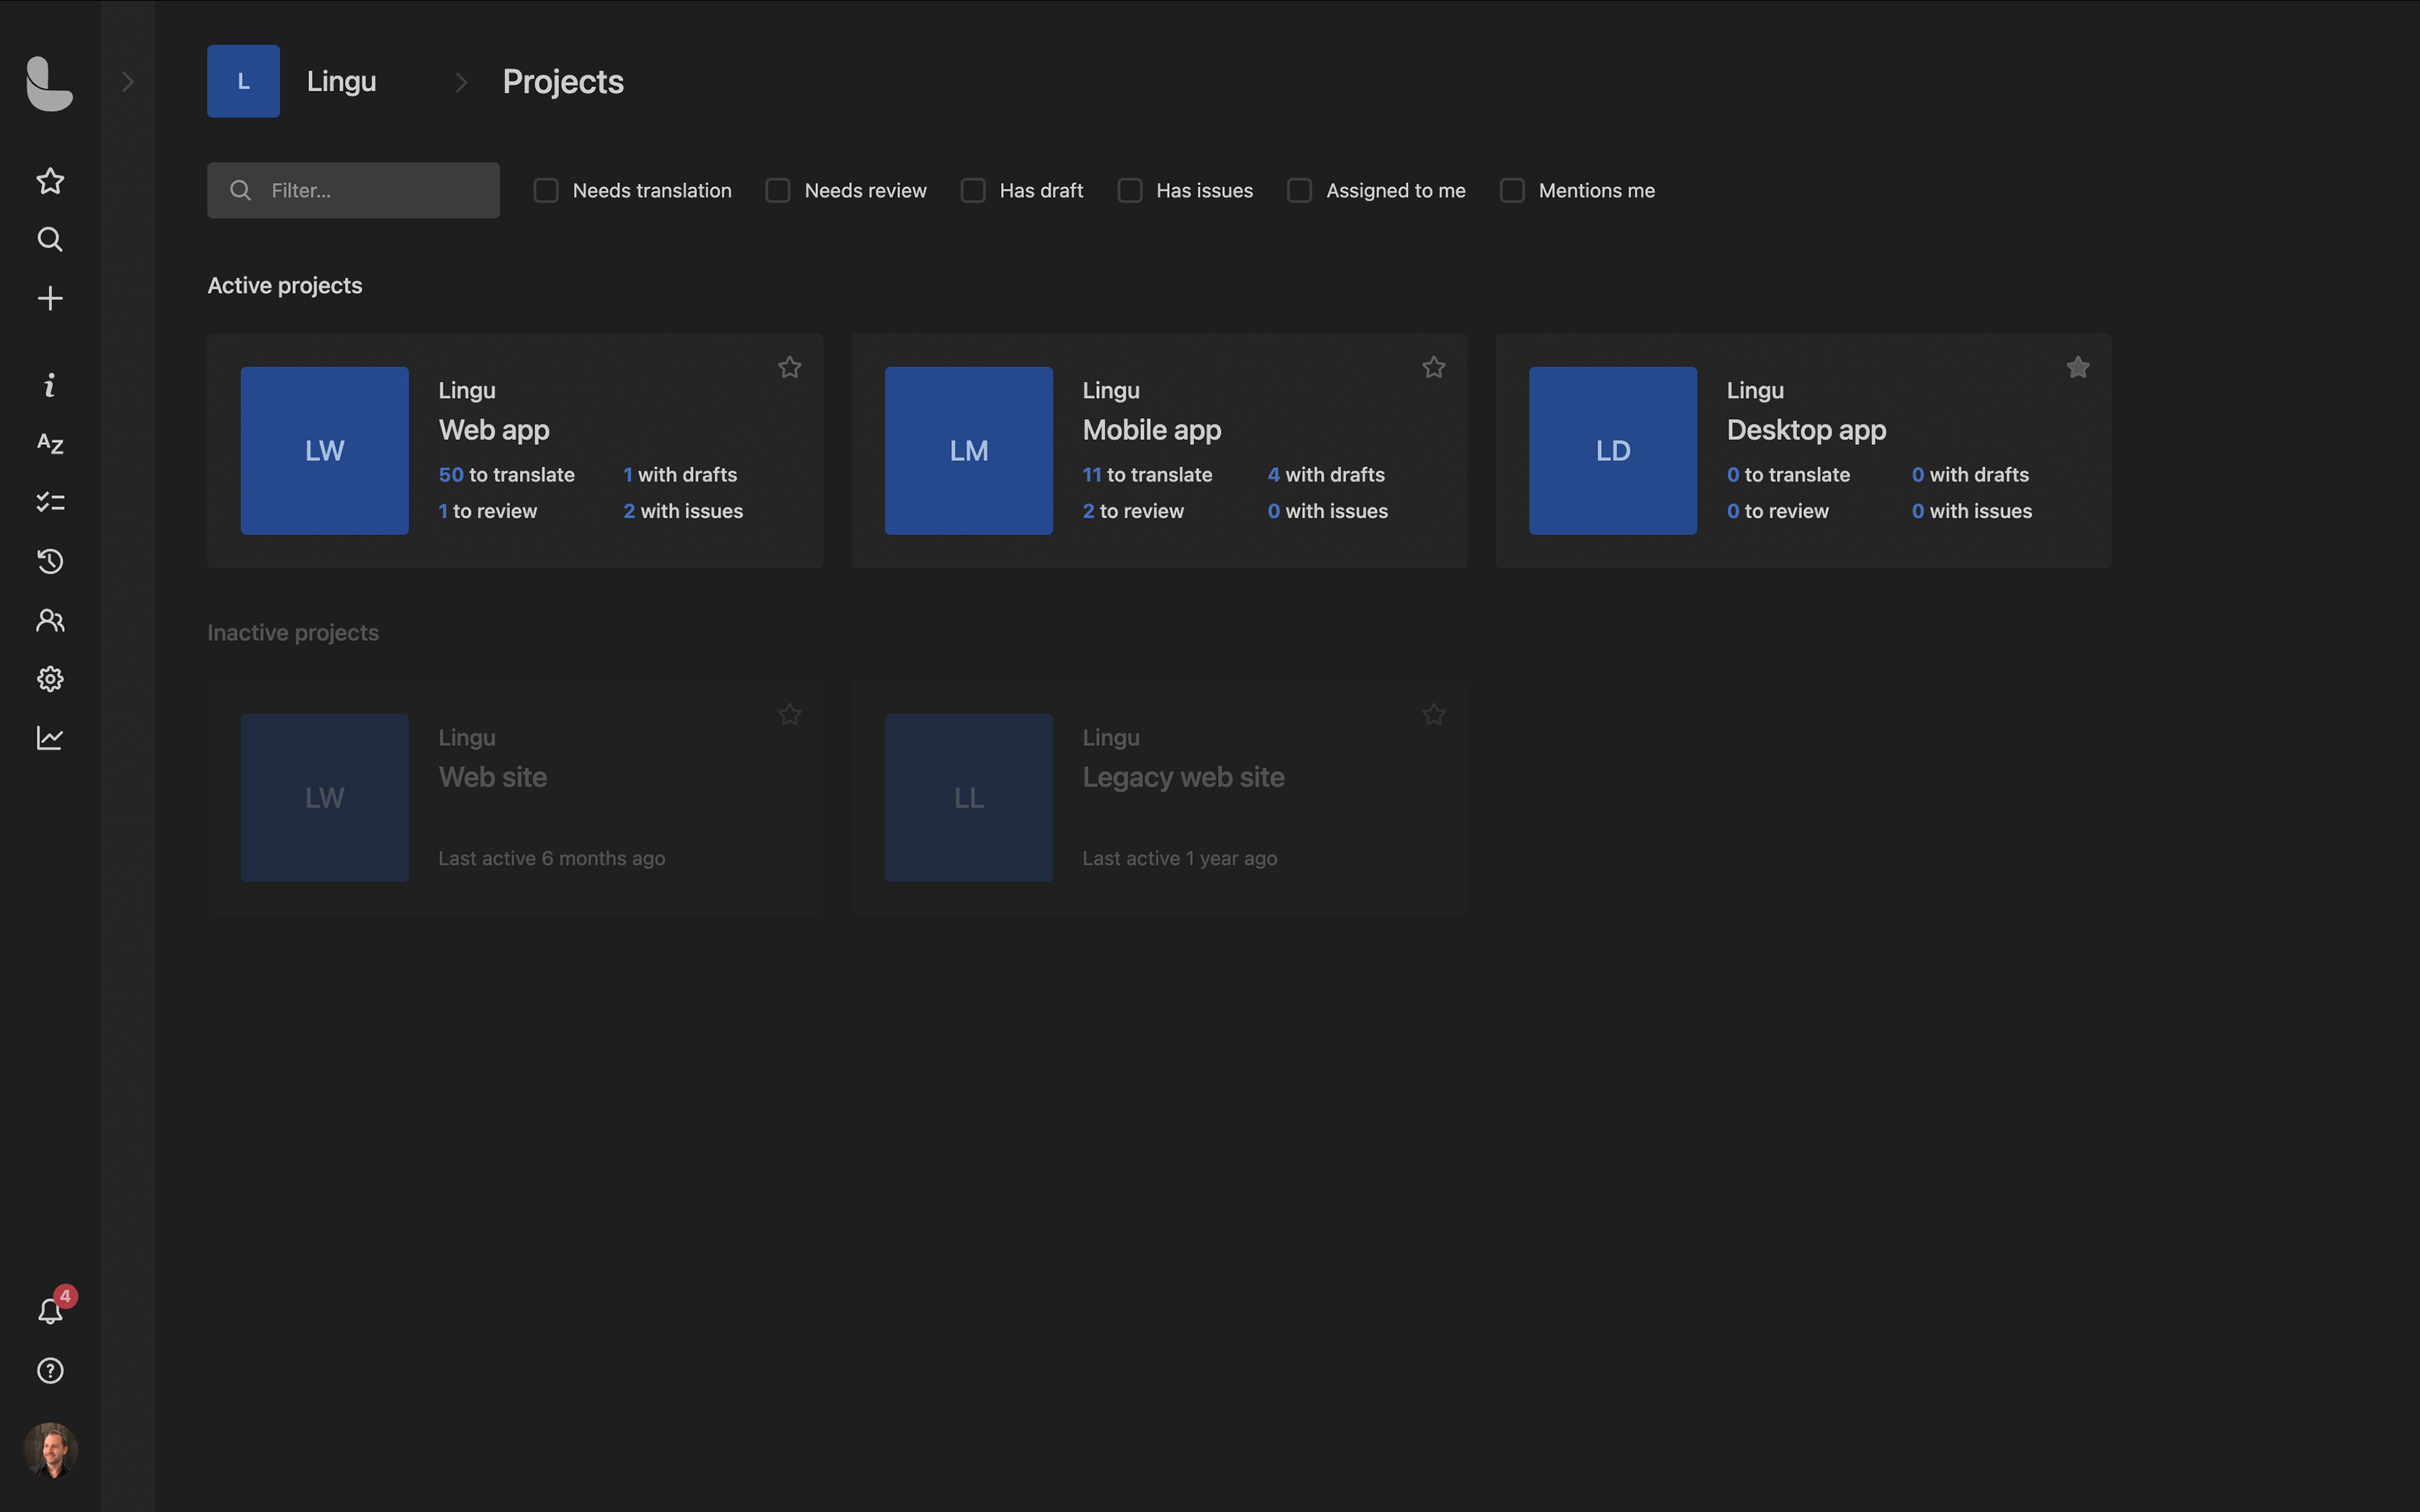 L
Lingu
Projects
Filter...
Needs translation
Needs review
Has draft
Has issues
Assigned to me
Mentions me
Active projects
LW
Lingu
Web app
50 to translate
1 with drafts
1 to review
2 with issues
LM
Lingu
Mobile app
11 to translate
4 with drafts
2 to review
0 with issues
LD
Lingu
Desktop app
0 to translate
0 with drafts
0 to review
0 with issues
Inactive projects
LW
Lingu
Web site
Last active 6 months ago
LL
Lingu
Legacy web site
Last active 1 year ago
i
AZ
4
?